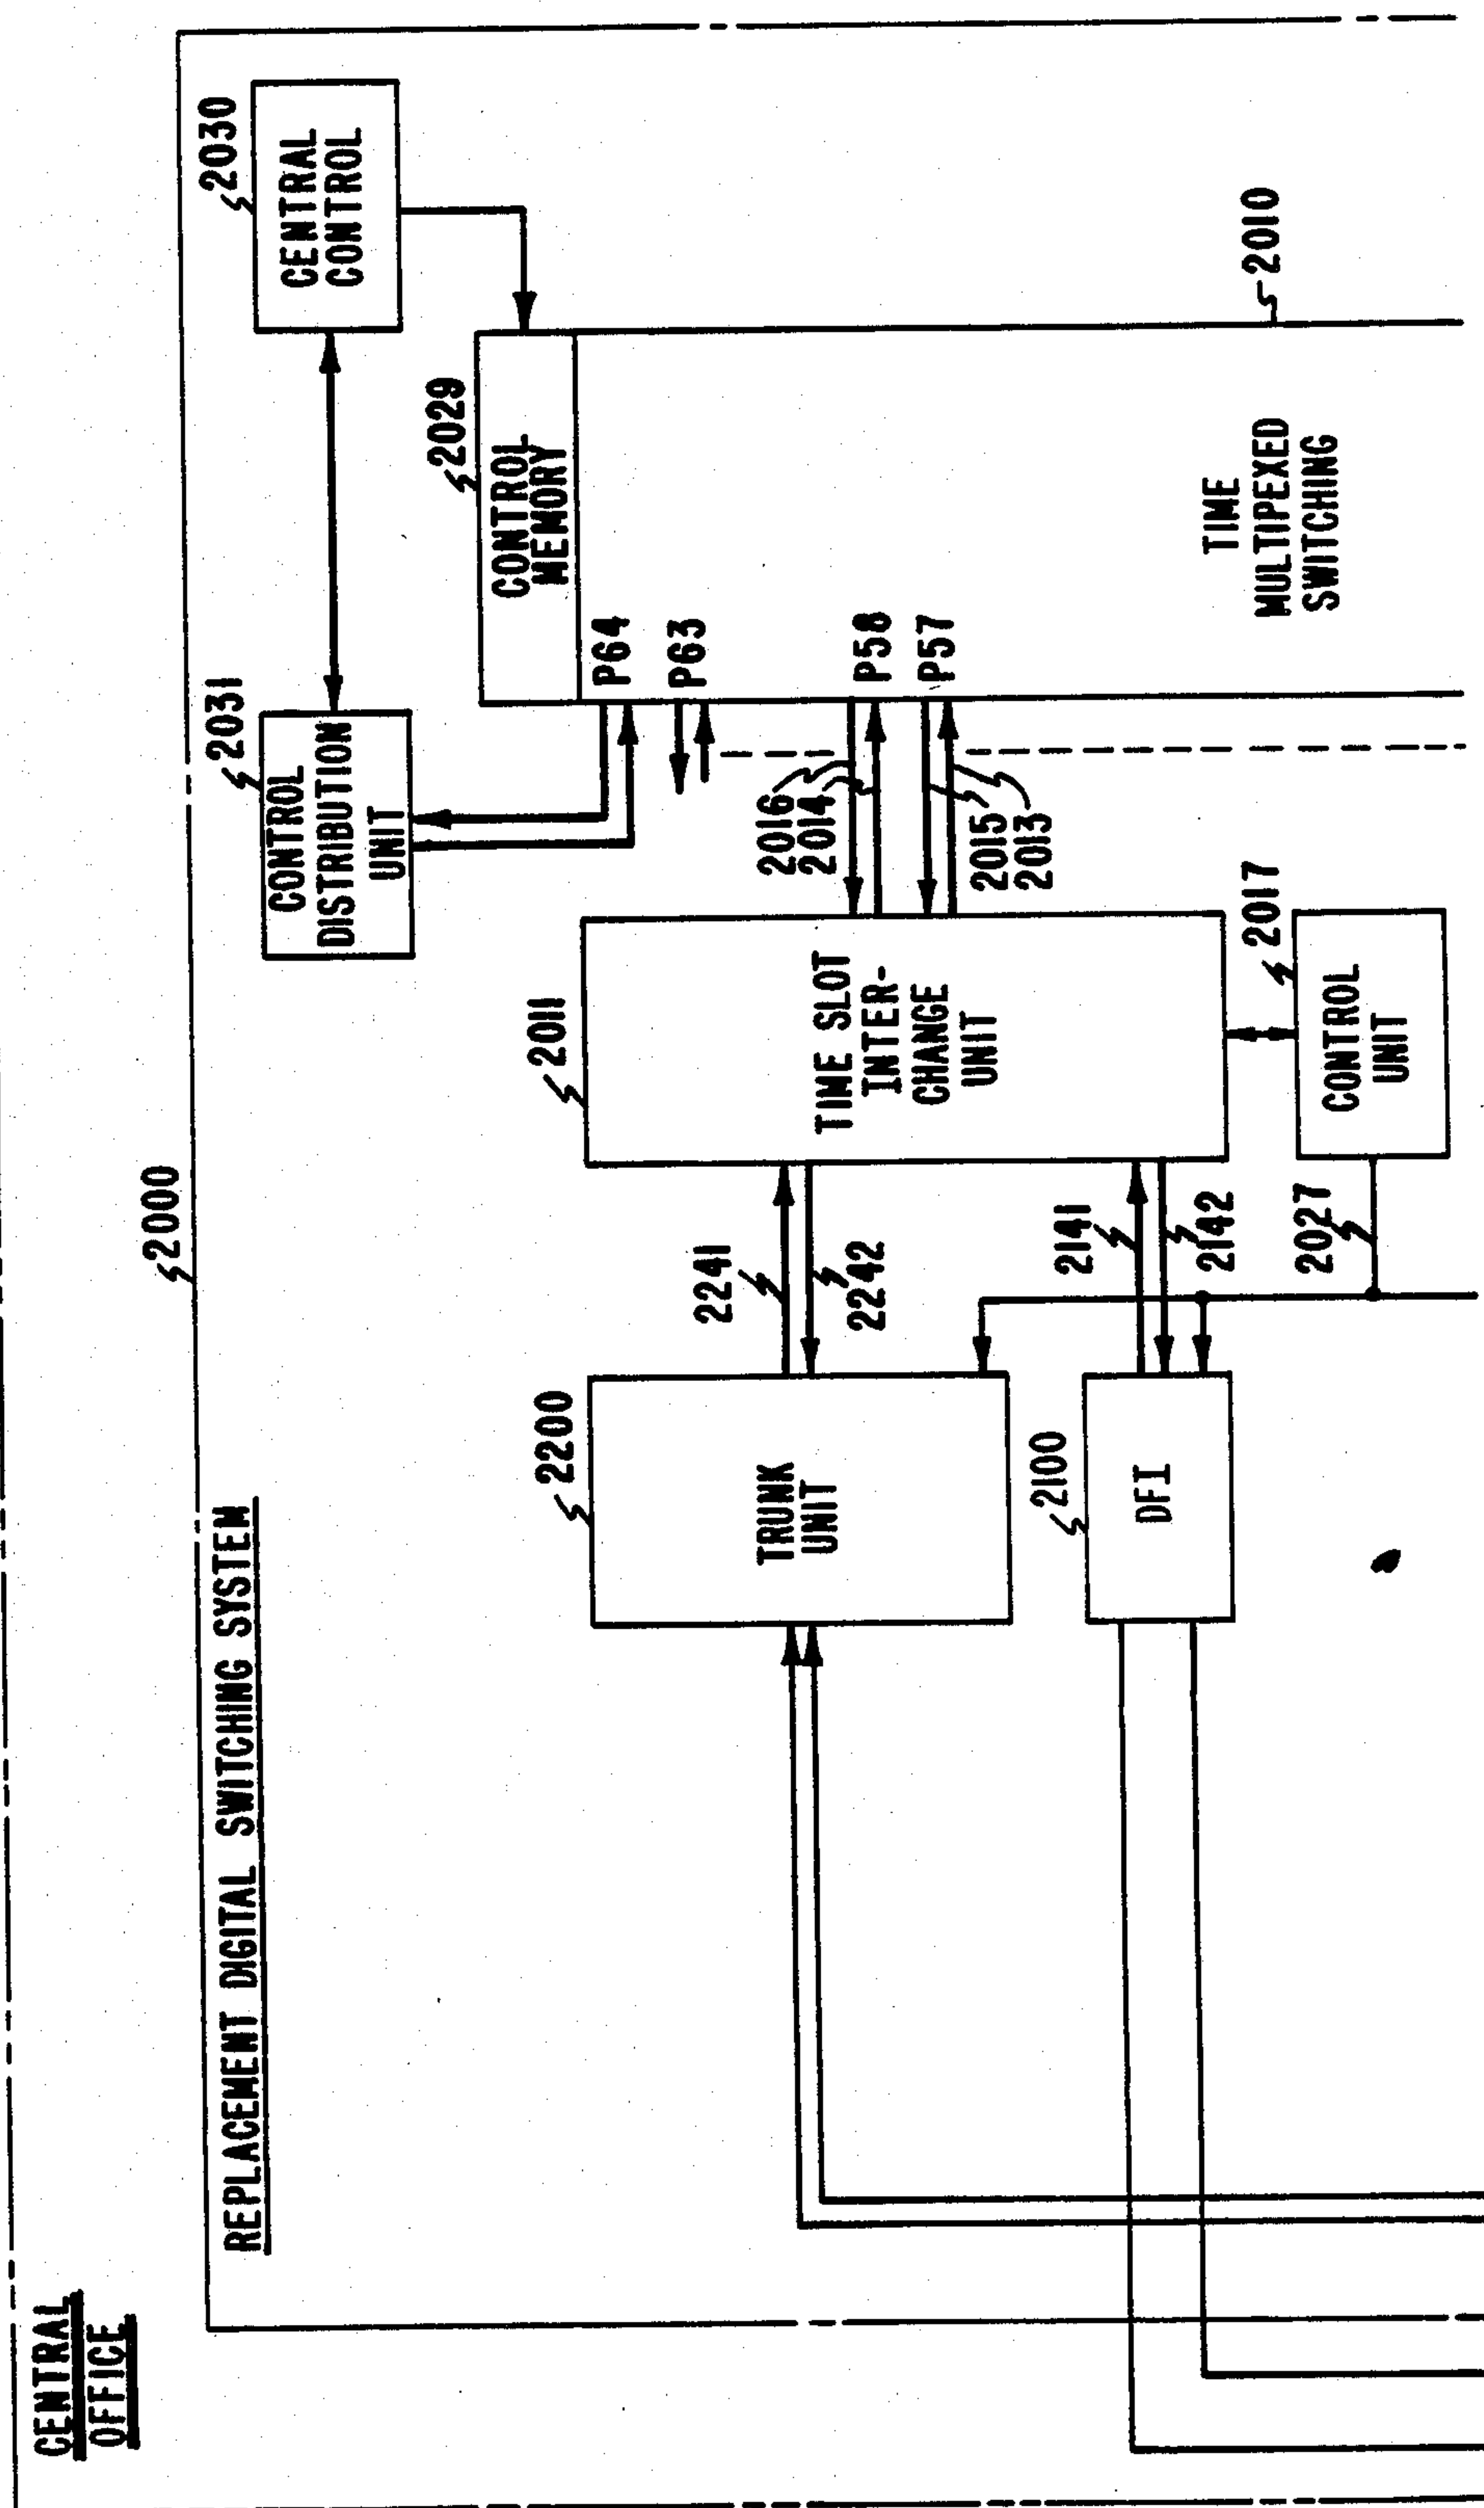 CENTRAL
OFFICE
2000
REPLACEMENT DIGITAL SWITCHING SYSTEM
2031
CONTROL
DISTRIBUTION
UNIT
2030
CENTRAL
CONTROL
2029
CONTROL
MEMORY
P64
P63
P58
P57
2016
2014
2015
2013
2011
TIME SLOT
INTER-
CHANGE
UNIT
2200
TRUNK
UNIT
2241
2242
2100
DFI
2141
2142
2027
2017
CONTROL
UNIT
TIME
MULTIPEXED
SWITCHING
2010